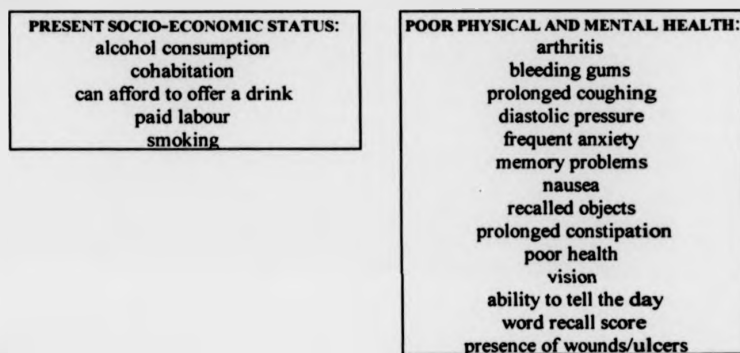 PRESENT SOCIO-ECONOMIC STATUS:
alcohol consumption
cohabitation
can afford to offer a drink
paid labour
smoking
POOR PHYSICAL AND MENTAL HEALTH:
arthritis
bleeding gums
prolonged coughing
diastolic pressure
frequent anxiety
memory problems
nausea
recalled objects
prolonged constipation
poor health
vision
ability to tell the day
word recall score
presence of wounds/ulcers